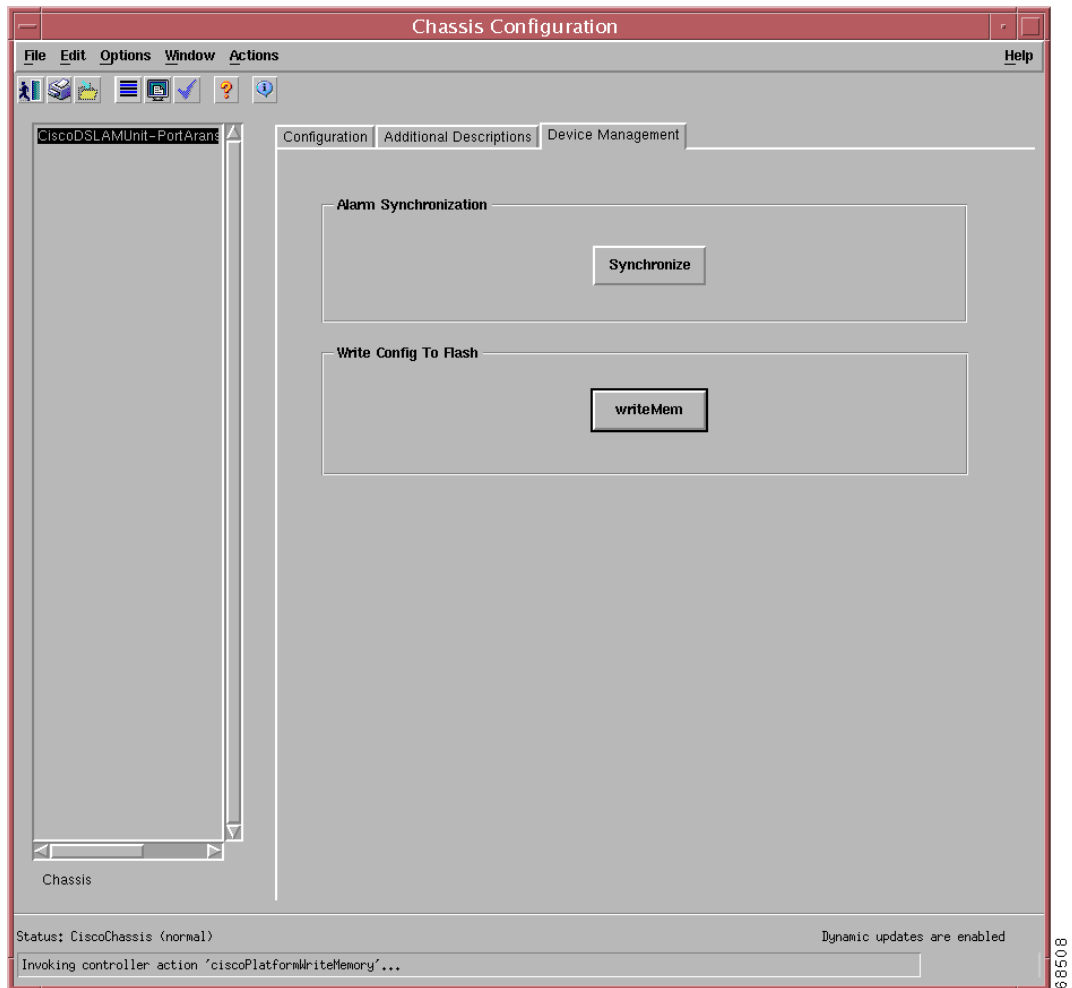 Chassis Configuration
File Edit Options Window Actions Help
CiscoDSLAMUnit-PortArans
Configuration Additional Descriptions Device Management
Alarm Synchronization
Synchronize
Write Config To Flash
writeMem
Chassis
Status: CiscoChassis (normal) Dynamic updates are enabled
Invoking controller action 'ciscoPlatformWriteMemory'...
68508